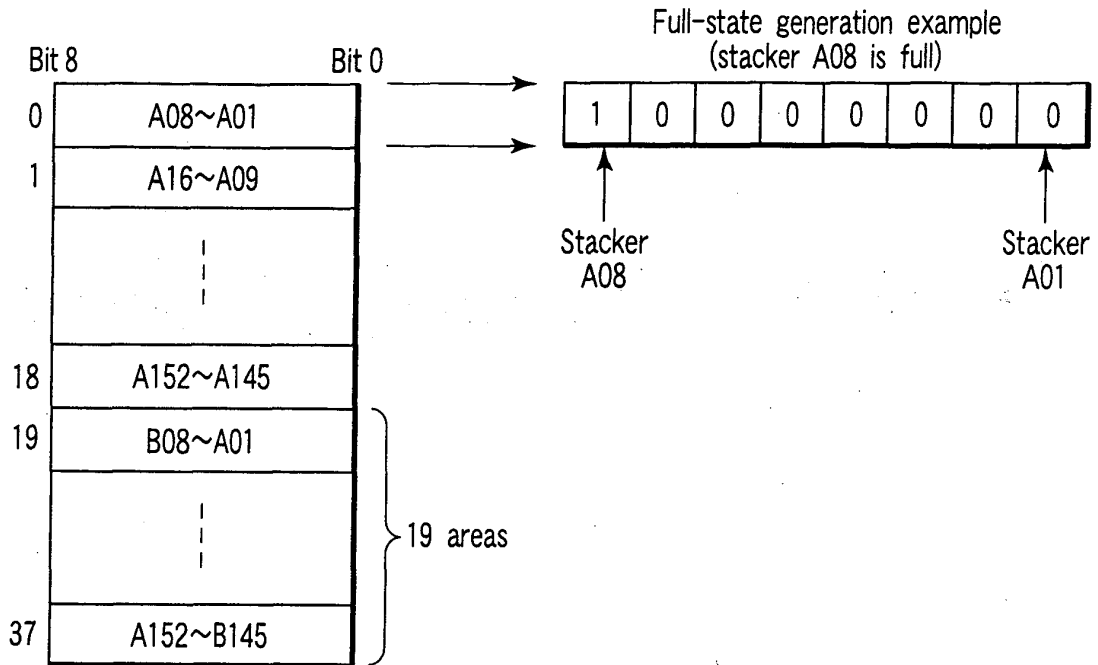 Full-state generation example
(stacker A08 is full)
Bit 8 Bit 0
0 A08~A01
1 0 0 0 0 0 0 0
1 A16~A09
Stacker
A08
Stacker
A01
18 A152~A145
19 B08~A01
19 areas
37 A152~B145